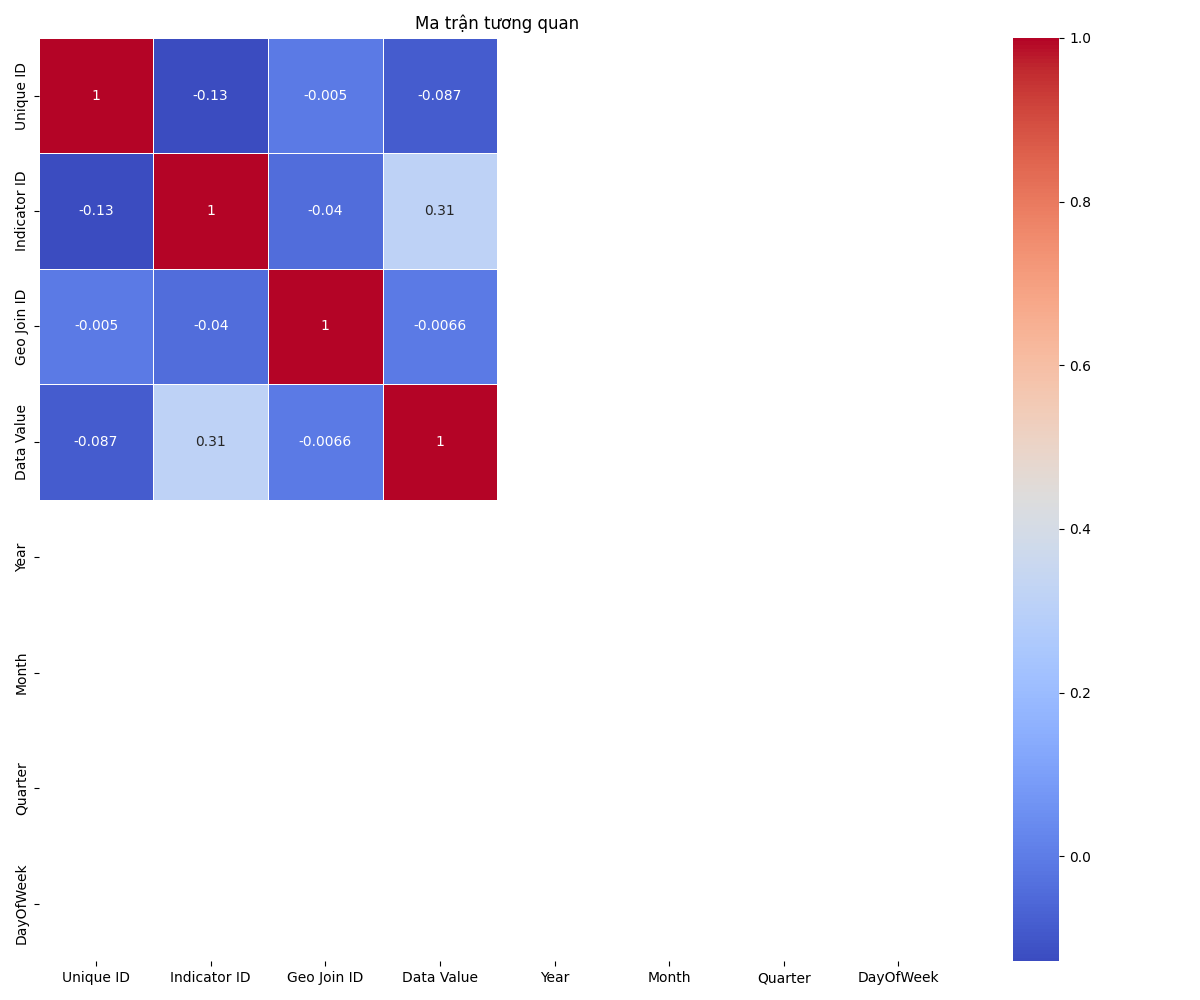 Ma trận tương quan
Unique ID 1 -0.13 -0.005 -0.087
Indicator ID -0.13 1 -0.04 0.31
Geo Join ID -0.005 -0.04 1 -0.0066
Data Value -0.087 0.31 -0.0066 1
Year
Month
Quarter
DayOfWeek
Unique ID Indicator ID Geo Join ID Data Value Year Month Quarter DayOfWeek
1.0
0.8
0.6
0.4
0.2
0.0